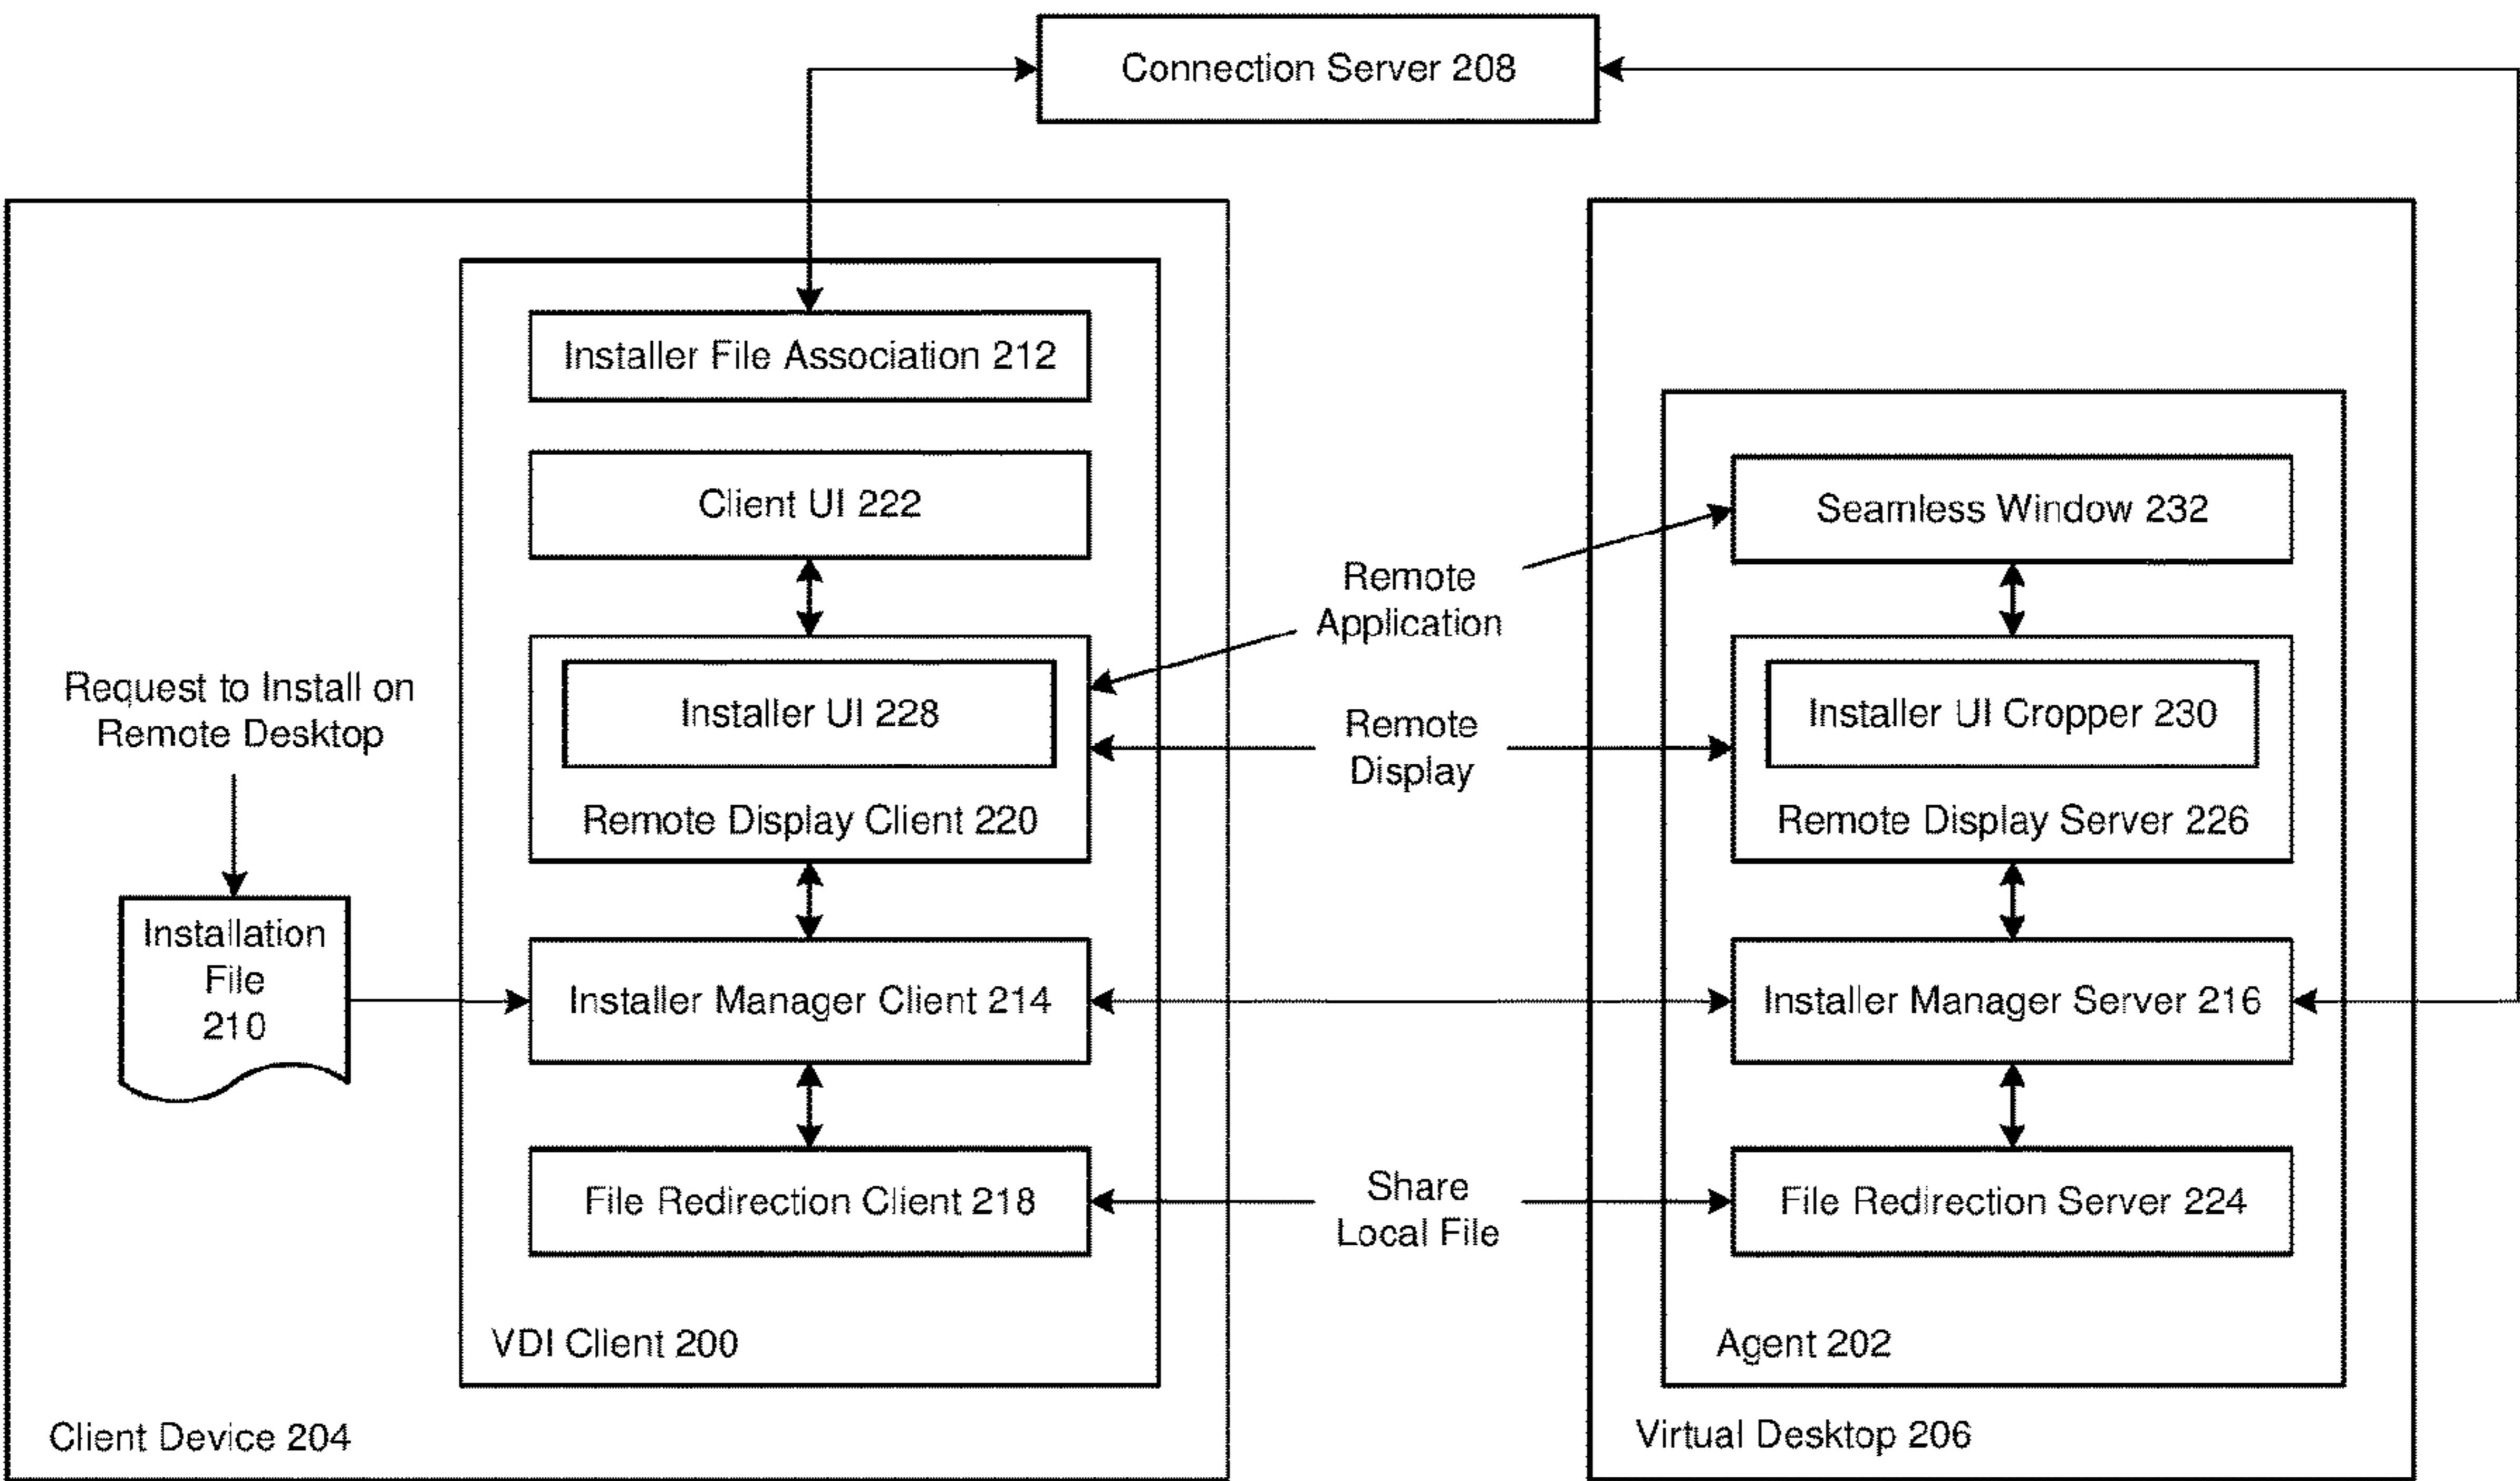 Connection Server 208
Installer File Association 212
Client UI 222
Seamless Window 232
Remote
Application
Request to Install on
Remote Desktop
Installer UI 228
Remote Display Client 220
Remote
Display
Installer UI Cropper 230
Remote Display Server 226
Installation
File
210
Installer Manager Client 214
Installer Manager Server 216
File Redirection Client 218
Share
Local File
File Redirection Server 224
VDI Client 200
Agent 202
Client Device 204
Virtual Desktop 206